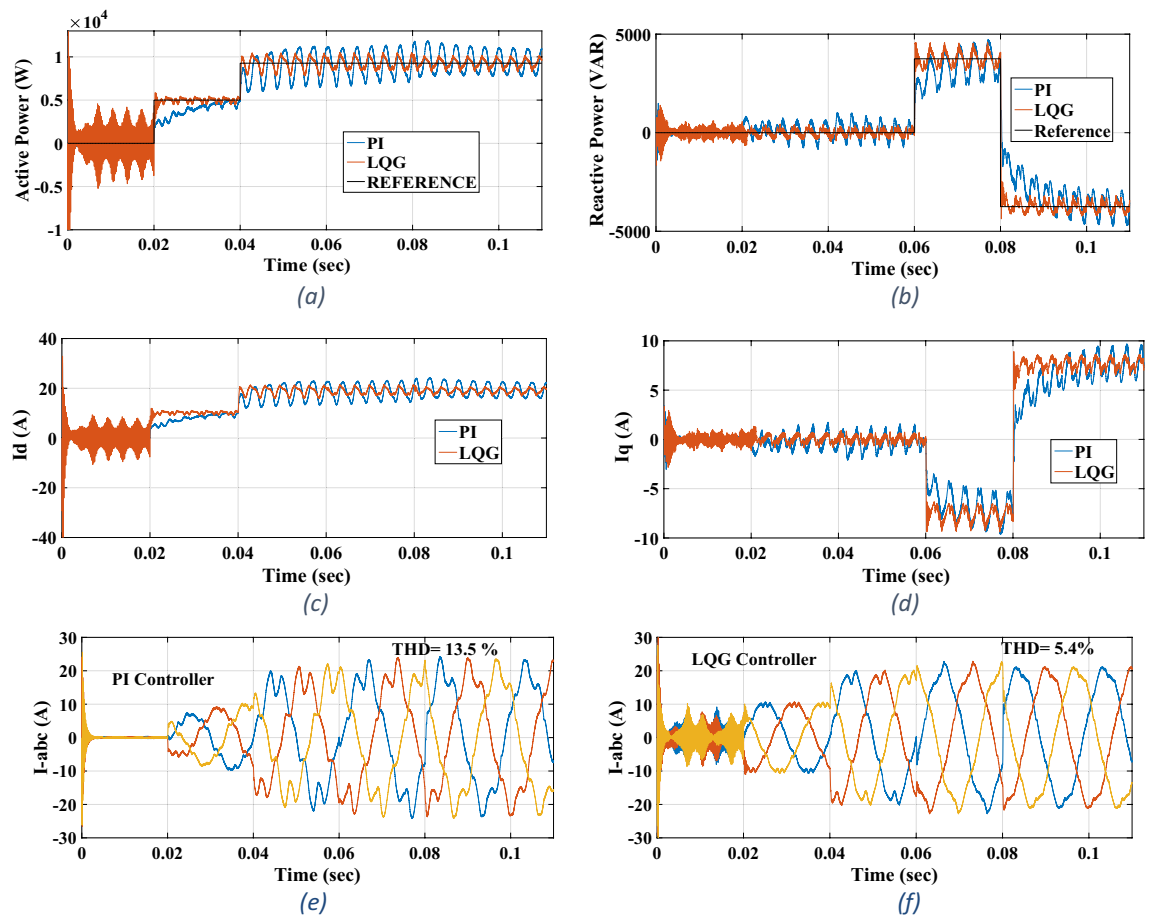 ×10⁴
1
0.5
0
-0.5
-1
Active Power (W)
PI
LQG
REFERENCE
0 0.02 0.04 0.06 0.08 0.1
Time (sec)
(a)
5000
0
-5000
Reactive Power (VAR)
PI
LQG
Reference
0 0.02 0.04 0.06 0.08 0.1
Time (sec)
(b)
40
20
0
-20
-40
Id (A)
PI
LQG
0 0.02 0.04 0.06 0.08 0.1
Time (sec)
(c)
10
5
0
-5
-10
Iq (A)
PI
LQG
0 0.02 0.04 0.06 0.08 0.1
Time (sec)
(d)
30
20
10
0
-10
-20
-30
I-abc (A)
PI Controller
THD= 13.5 %
0 0.02 0.04 0.06 0.08 0.1
Time (sec)
(e)
30
20
10
0
-10
-20
-30
I-abc (A)
LQG Controller
THD= 5.4%
0 0.02 0.04 0.06 0.08 0.1
Time (sec)
(f)